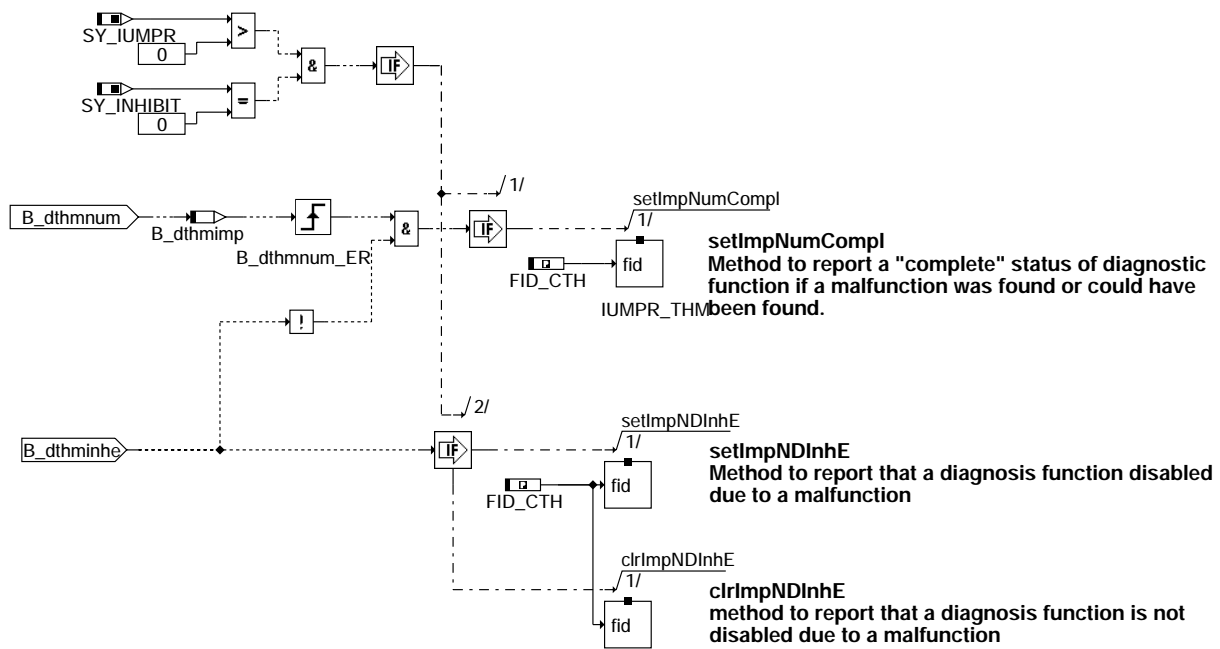 SY_IUMPR
0
>
&
IF
SY_INHIBIT
0
=
/1/
B_dthmnum
B_dthmimp
B_dthmnum_ER
&
IF
setImpNumCompl
/1/
fid
FID_CTH
IUMPR_THM
setImpNumCompl
Method to report a "complete" status of diagnostic
function if a malfunction was found or could have
been found.
!
/2/
B_dthminhe
IF
setImpNDInhE
/1/
fid
FID_CTH
setImpNDInhE
Method to report that a diagnosis function disabled
due to a malfunction
clrImpNDInhE
/1/
fid
clrImpNDInhE
method to report that a diagnosis function is not
disabled due to a malfunction